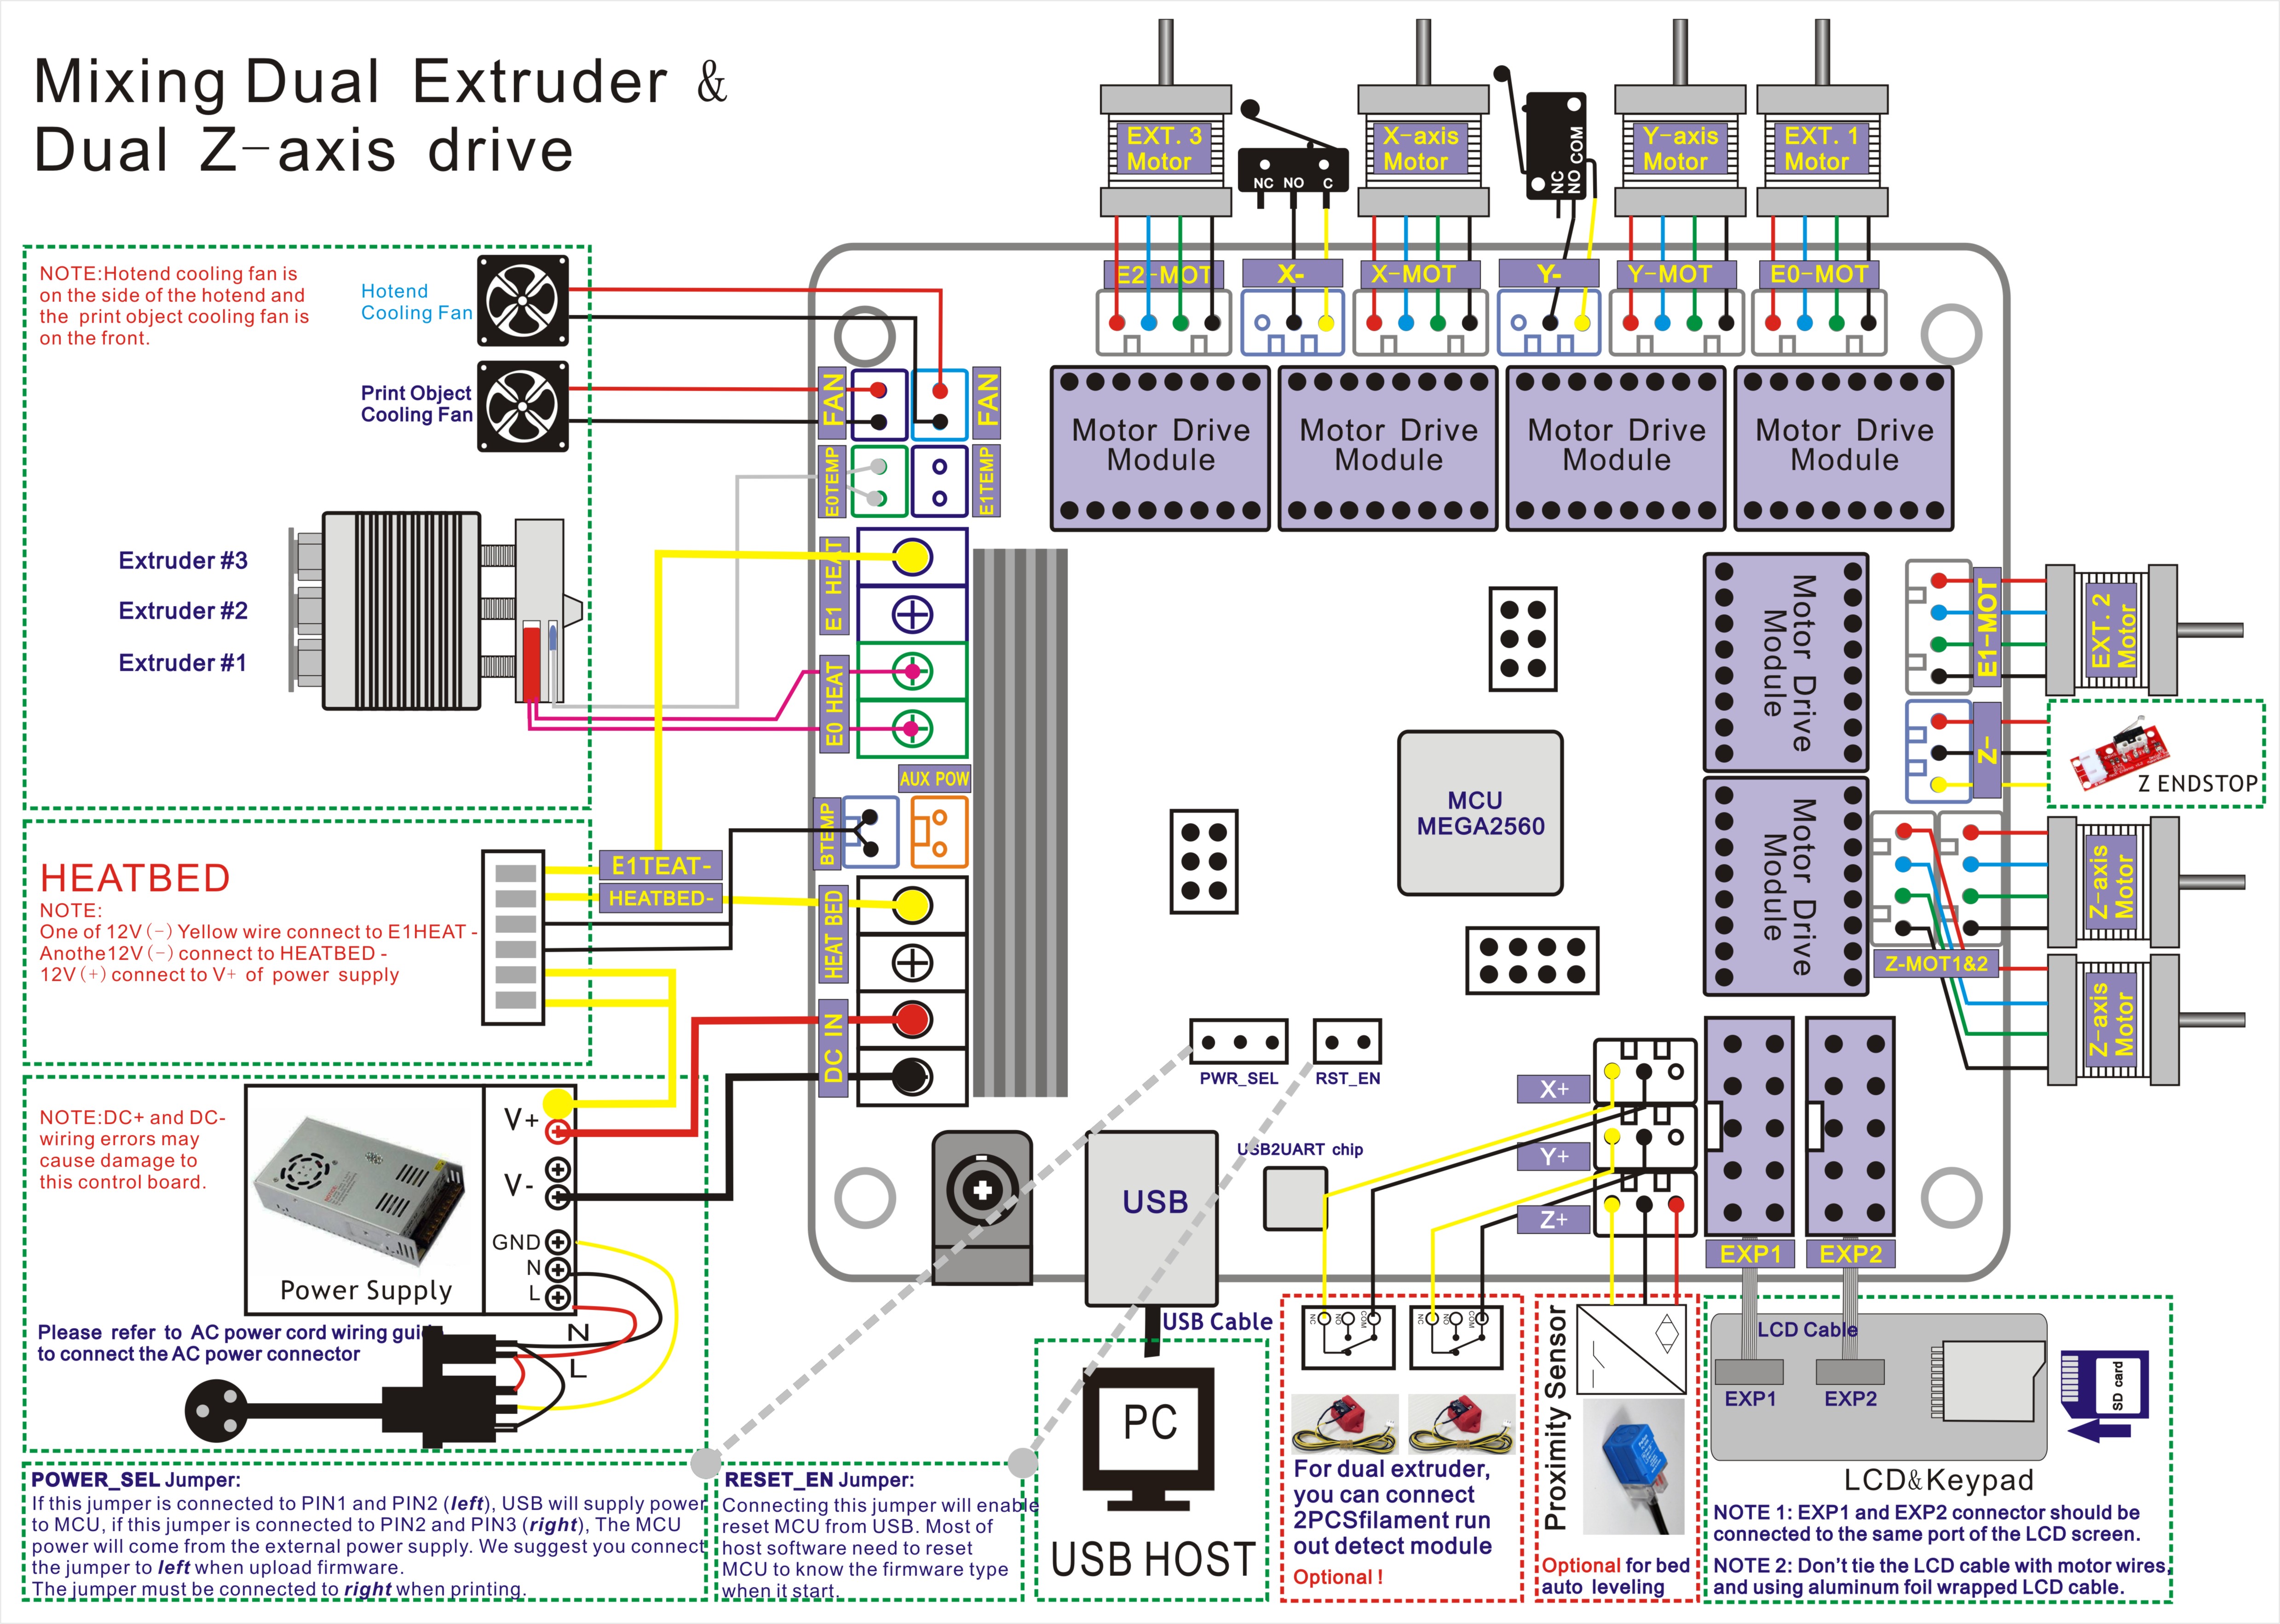 Mixing Dual Extruder &
Dual Z-axis drive
EXT. 3
Motor
NC NO C
X-axis
Motor
NC
NO COM
Y-axis
Motor
EXT. 1
Motor
E2-MOT
X-
X-MOT
Y-
Y-MOT
E0-MOT
NOTE:Hotend cooling fan is
on the side of the hotend and
the print object cooling fan is
on the front.
Hotend
Cooling Fan
Print Object
Cooling Fan
FAN
FAN
E0TEMP
E1TEMP
Motor Drive
Module
Motor Drive
Module
Motor Drive
Module
Motor Drive
Module
Extruder #3
Extruder #2
Extruder #1
E1 HEAT
E0 HEAT
AUX POW
BTEMP
HEAT BED
DC IN
Motor Drive
Module
Motor Drive
Module
MCU
MEGA2560
E1-MOT
EXT. 2
Motor
Z-
Z ENDSTOP
Z-axis
Motor
Z-MOT1&2
Z-axis
Motor
HEATBED
NOTE:
One of 12V(-) Yellow wire connect to E1HEAT -
Anothe12V(-) connect to HEATBED -
12V(+) connect to V+ of power supply
E1TEAT-
HEATBED-
NOTE:DC+ and DC-
wiring errors may
cause damage to
this control board.
V+
V-
GND
N
L
Power Supply
Please refer to AC power cord wiring gui
to connect the AC power connector
N
L
PWR_SEL
RST_EN
USB2UART chip
USB
USB Cable
X+
Y+
Z+
EXP1
EXP2
NC
NO
COM
NC
NO
COM
PC
USB HOST
For dual extruder,
you can connect
2PCSfilament run
out detect module
Optional !
Proximity Sensor
Optional for bed
auto leveling
LCD Cable
EXP1
EXP2
SD card
LCD&Keypad
NOTE 1: EXP1 and EXP2 connector should be
connected to the same port of the LCD screen.
NOTE 2: Don't tie the LCD cable with motor wires,
and using aluminum foil wrapped LCD cable.
POWER_SEL Jumper:
If this jumper is connected to PIN1 and PIN2 (left), USB will supply power
to MCU, if this jumper is connected to PIN2 and PIN3 (right), The MCU
power will come from the external power supply. We suggest you connect
the jumper to left when upload firmware.
The jumper must be connected to right when printing.
RESET_EN Jumper:
Connecting this jumper will enable
reset MCU from USB. Most of
host software need to reset
MCU to know the firmware type
when it start.